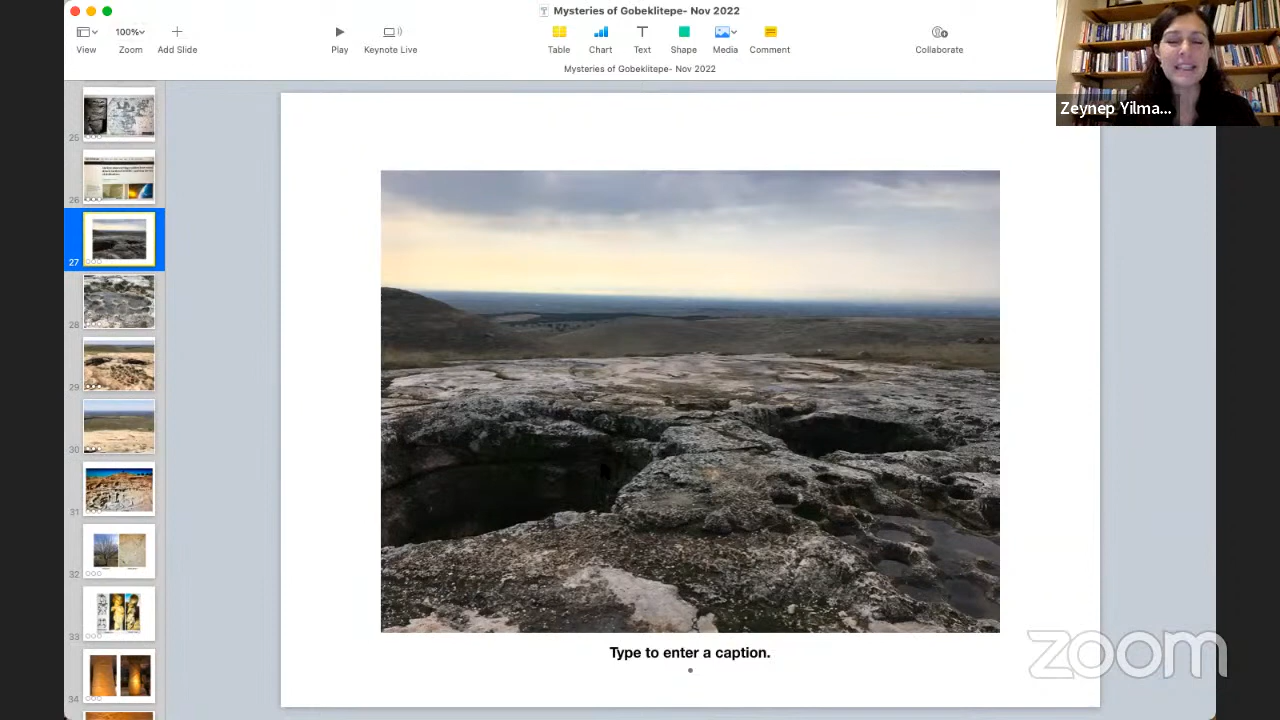 Mysteries of Gobeklitepe- Nov 2022
100%
View
Zoom
Add Slide
Play
Keynote Live
Table
Chart
Text
Shape
Media
Comment
Collaborate
Mysteries of Gobeklitepe- Nov 2022
Zeynep Yilma...
25
26
27
28
29
30
31
32
33
34
Type to enter a caption.
zoom